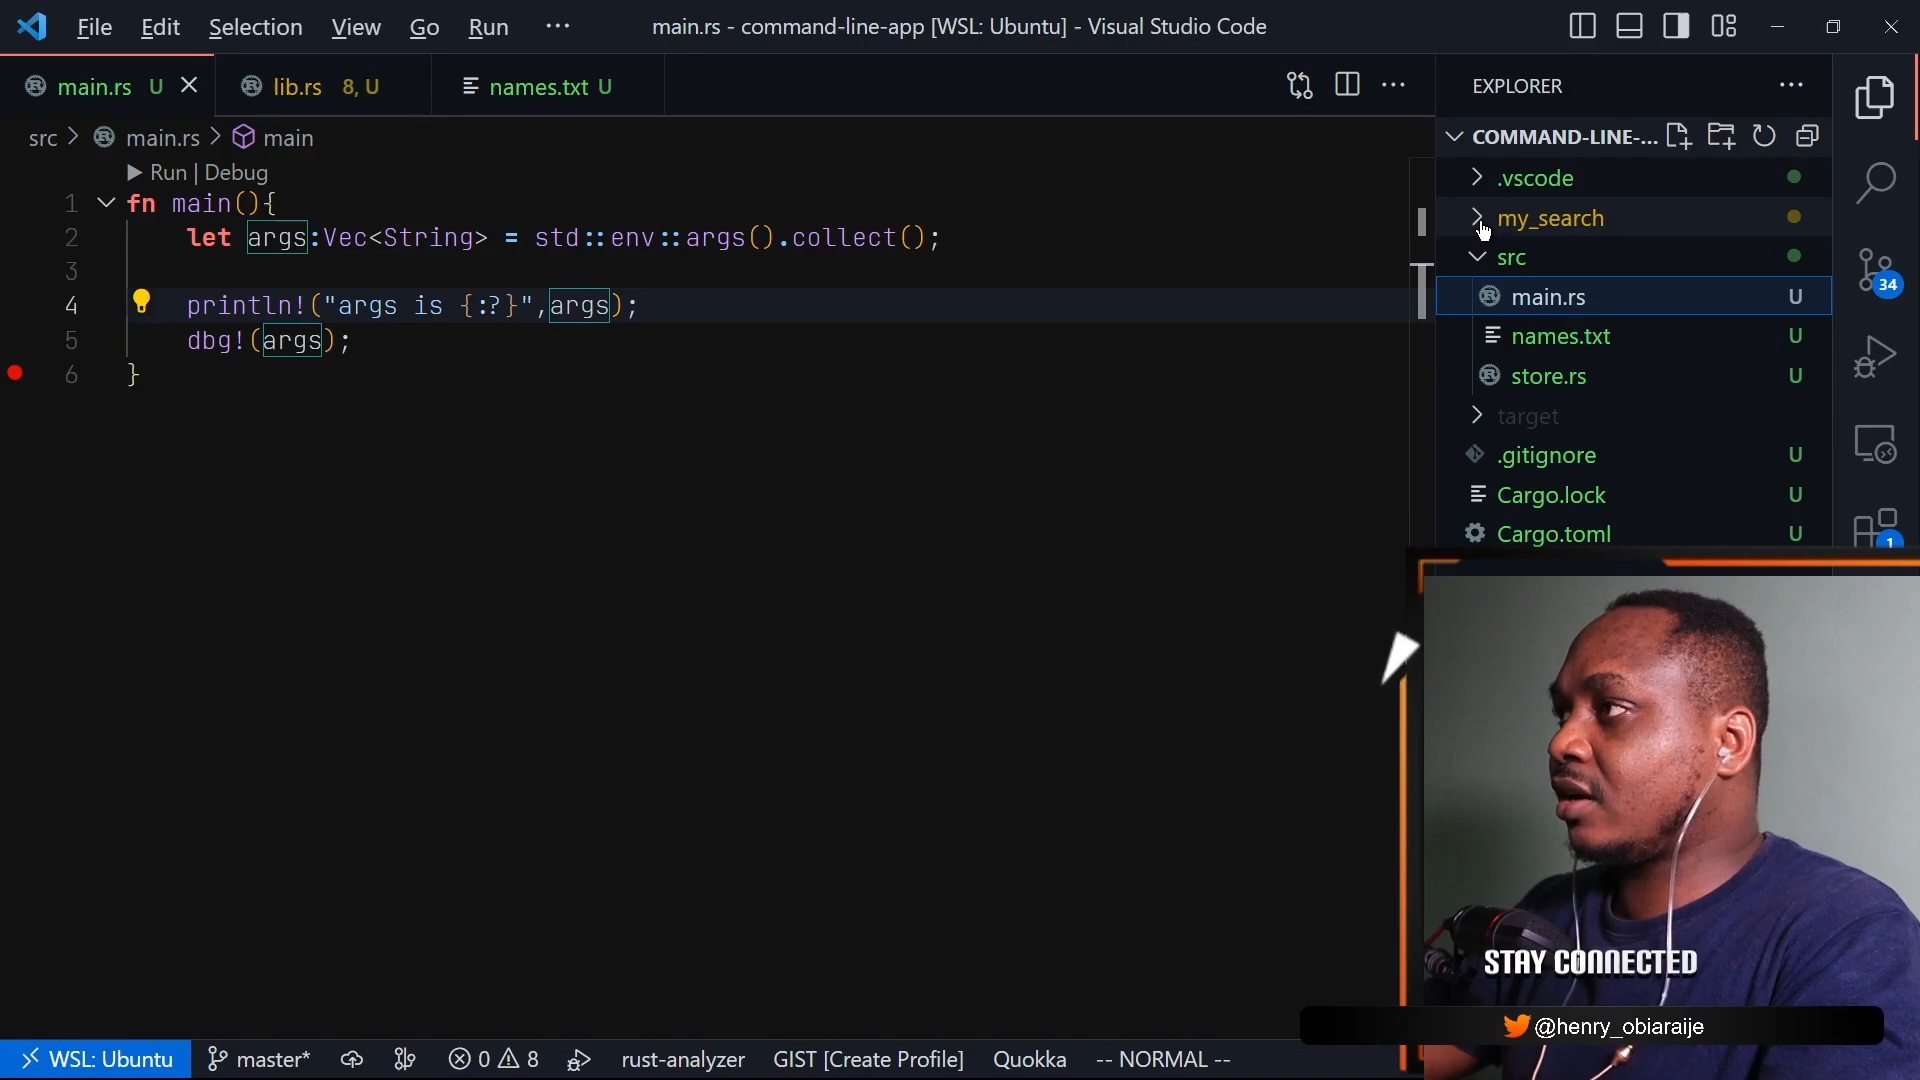 File Edit Selection View Go Run ··· main.rs - command-line-app [WSL: Ubuntu] - Visual Studio Code
main.rs U lib.rs 8, U names.txt U
EXPLORER
src > main.rs > main
COMMAND-LINE-...
Run | Debug
1 fn main(){
2 let args:Vec<String> = std::env::args().collect();
3
4 println!("args is {:?}",args);
5 dbg!(args);
6 }
.vscode
my_search
src
main.rs U
names.txt U
store.rs U
target
.gitignore U
Cargo.lock U
Cargo.toml U
34
1
STAY CONNECTED
@henry_obiaraije
WSL: Ubuntu master* 0 8 rust-analyzer GIST [Create Profile] Quokka -- NORMAL --